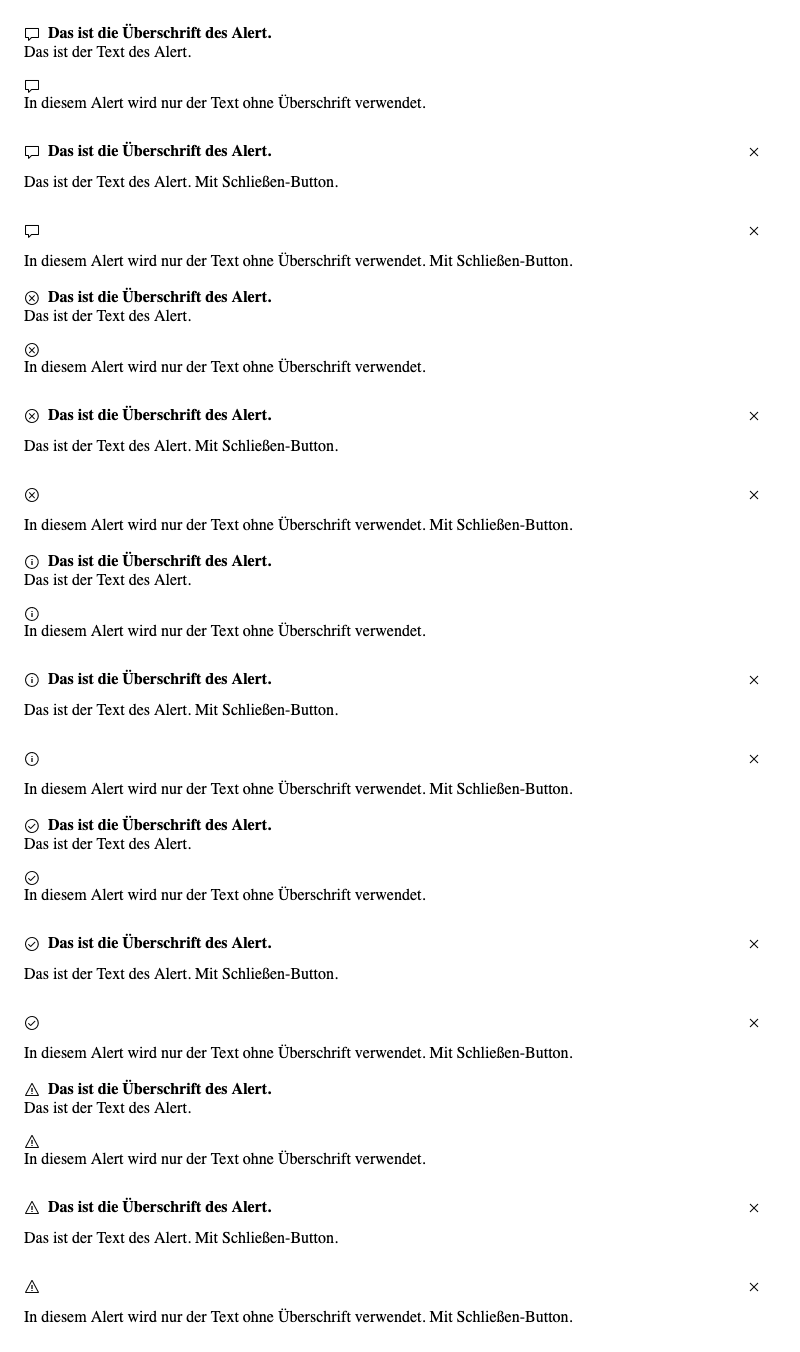 Das ist die Überschrift des Alert.
Das ist der Text des Alert.
In diesem Alert wird nur der Text ohne Überschrift verwendet.
Das ist die Überschrift des Alert.
Das ist der Text des Alert. Mit Schließen-Button.
In diesem Alert wird nur der Text ohne Überschrift verwendet. Mit Schließen-Button.
Das ist die Überschrift des Alert.
Das ist der Text des Alert.
In diesem Alert wird nur der Text ohne Überschrift verwendet.
Das ist die Überschrift des Alert.
Das ist der Text des Alert. Mit Schließen-Button.
In diesem Alert wird nur der Text ohne Überschrift verwendet. Mit Schließen-Button.
Das ist die Überschrift des Alert.
Das ist der Text des Alert.
In diesem Alert wird nur der Text ohne Überschrift verwendet.
Das ist die Überschrift des Alert.
Das ist der Text des Alert. Mit Schließen-Button.
In diesem Alert wird nur der Text ohne Überschrift verwendet. Mit Schließen-Button.
Das ist die Überschrift des Alert.
Das ist der Text des Alert.
In diesem Alert wird nur der Text ohne Überschrift verwendet.
Das ist die Überschrift des Alert.
Das ist der Text des Alert. Mit Schließen-Button.
In diesem Alert wird nur der Text ohne Überschrift verwendet. Mit Schließen-Button.
Das ist die Überschrift des Alert.
Das ist der Text des Alert.
In diesem Alert wird nur der Text ohne Überschrift verwendet.
Das ist die Überschrift des Alert.
Das ist der Text des Alert. Mit Schließen-Button.
In diesem Alert wird nur der Text ohne Überschrift verwendet. Mit Schließen-Button.